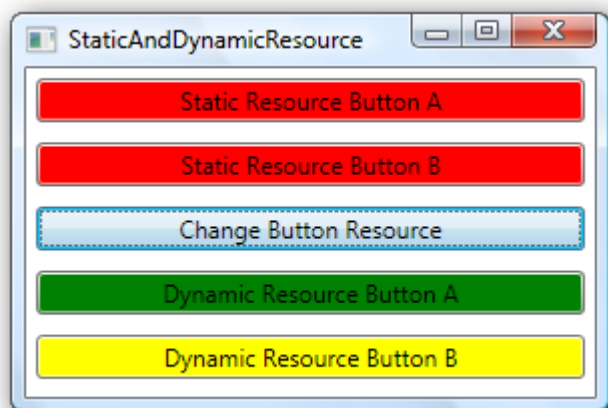 StaticAndDynamicResource
Static Resource Button A
Static Resource Button B
Change Button Resource
Dynamic Resource Button A
Dynamic Resource Button B